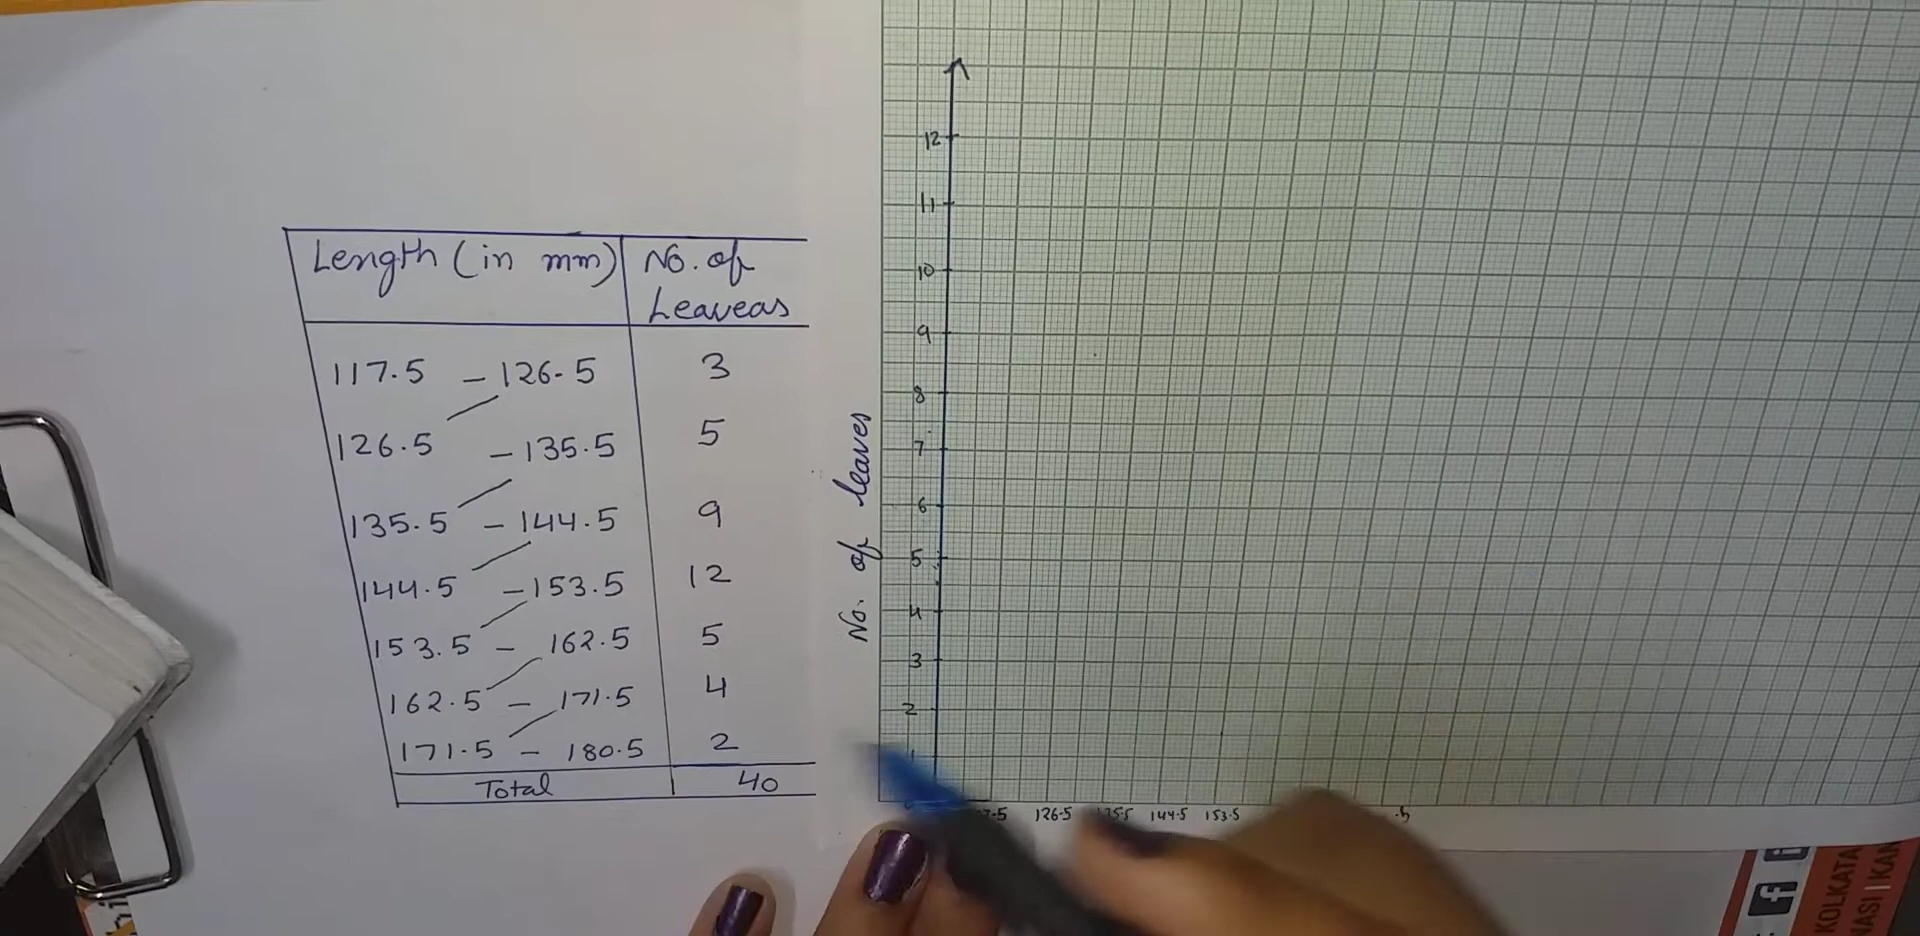 Length (in mm) No. of
Leaveas
117.5 – 126.5 3
126.5 – 135.5 5
135.5 – 144.5 9
144.5 – 153.5 12
153.5 – 162.5 5
162.5 – 171.5 4
171.5 – 180.5 2
Total 40
No. of leaves
12
11
10
9
8
7
6
5
4
3
2
1
126.5 144.5 153.5
KOLKATA